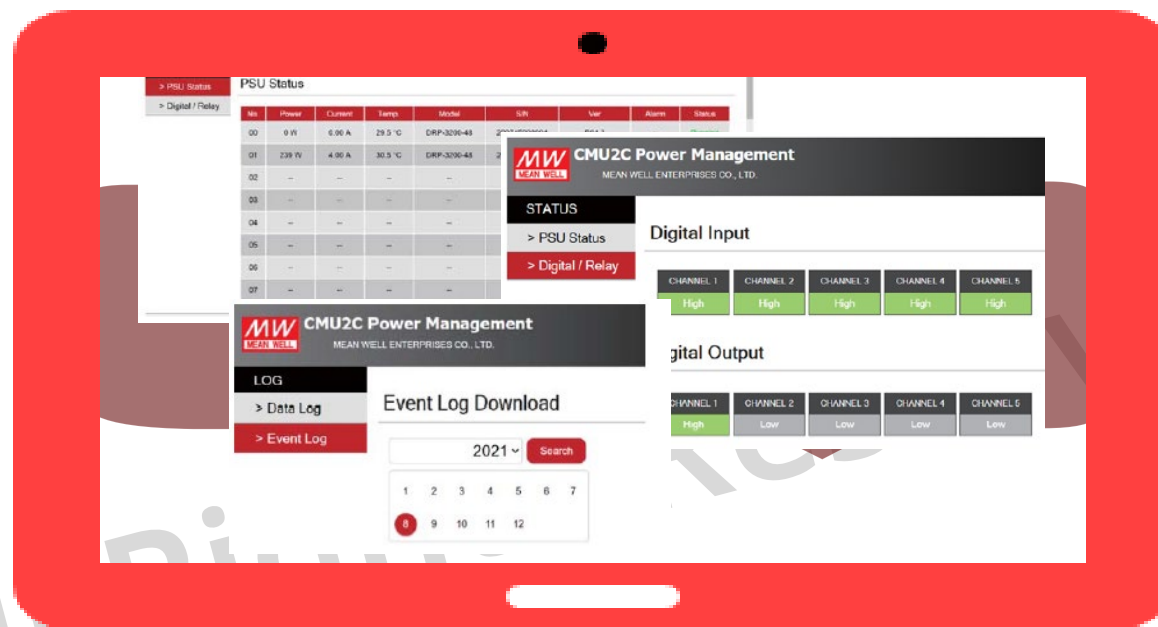 > PSU Status
> Digital / Relay
PSU Status
No Power Current Temp Model S/N Ver Alarm Status
00 0 W 0.00 A 29.5 °C DRP-3200-48
01 239 W 4.00 A 30.5 °C DRP-3200-48
02 -- -- -- --
03 -- -- -- --
04 -- -- -- --
05 -- -- -- --
06 -- -- -- --
07 -- -- -- --
MW
MEAN WELL
CMU2C Power Management
MEAN WELL ENTERPRISES CO., LTD.
STATUS
> PSU Status
> Digital / Relay
Digital Input
CHANNEL 1 CHANNEL 2 CHANNEL 3 CHANNEL 4 CHANNEL 5
High High High High High
gital Output
CHANNEL 1 CHANNEL 2 CHANNEL 3 CHANNEL 4 CHANNEL 5
High Low Low Low Low
MW
MEAN WELL
CMU2C Power Management
MEAN WELL ENTERPRISES CO., LTD.
LOG
> Data Log
> Event Log
Event Log Download
2021
Search
1 2 3 4 5 6 7
8 9 10 11 12